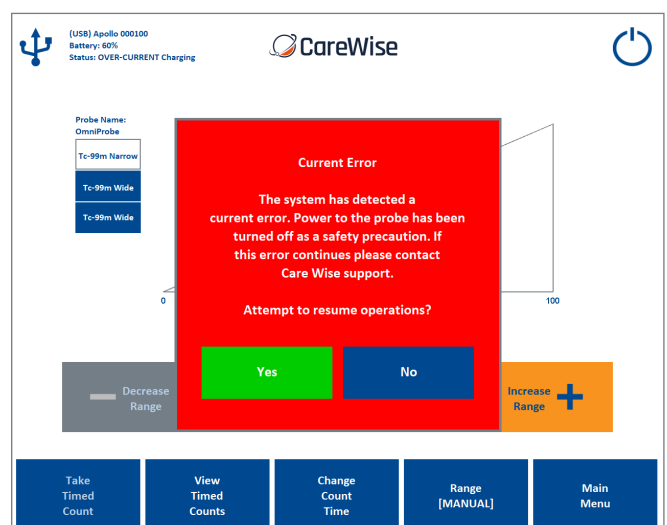 (USB) Apollo 000100
Battery: 60%
Status: OVER-CURRENT Charging
CareWise
Probe Name:
OmniProbe
Tc-99m Narrow
Tc-99m Wide
Tc-99m Wide
Current Error
The system has detected a
current error. Power to the probe has been
turned off as a safety precaution. If
this error continues please contact
Care Wise support.
Attempt to resume operations?
Yes
No
0
100
Decrease
Range
Increase
Range
Take
Timed
Count
View
Timed
Counts
Change
Count
Time
Range
[MANUAL]
Main
Menu